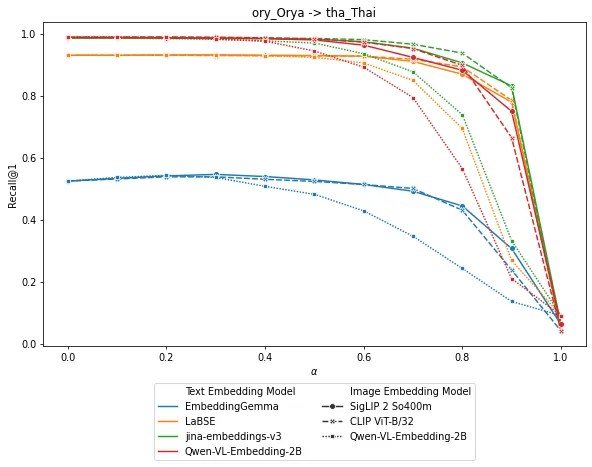 ory_Orya -> tha_Thai
Recall@1
1.0
0.8
0.6
0.4
0.2
0.0
0.0 0.2 0.4 0.6 0.8 1.0
α
Text Embedding Model Image Embedding Model
EmbeddingGemma SigLIP 2 So400m
LaBSE CLIP ViT-B/32
jina-embeddings-v3 Qwen-VL-Embedding-2B
Qwen-VL-Embedding-2B